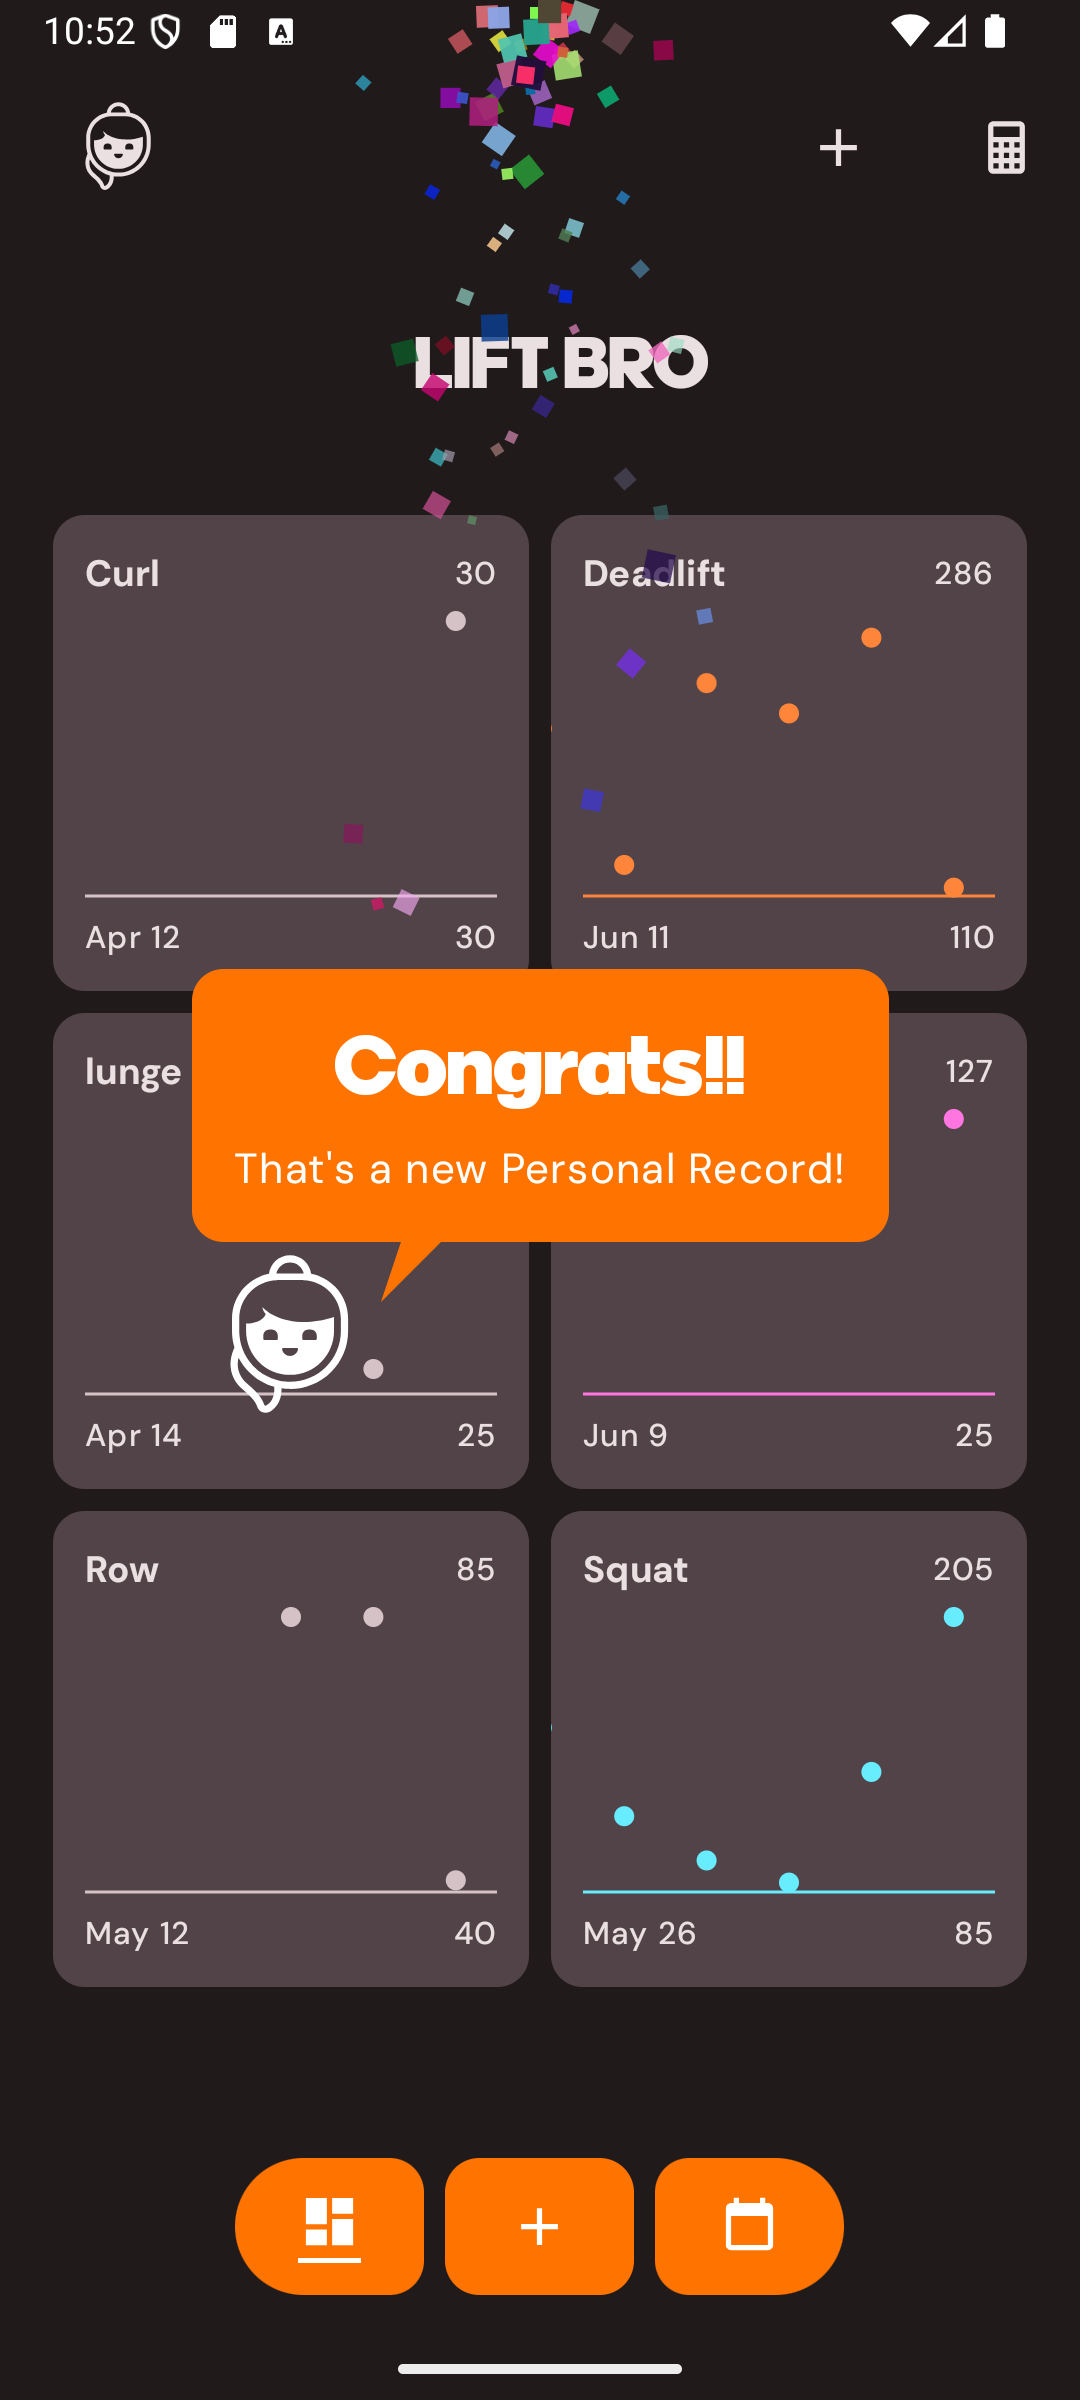 10:52
LIFT BRO
Curl 30
Apr 12 30
Deadlift 286
Jun 11 110
Congrats!!
That's a new Personal Record!
lunge
Apr 14 25
127
Jun 9 25
Row 85
May 12 40
Squat 205
May 26 85